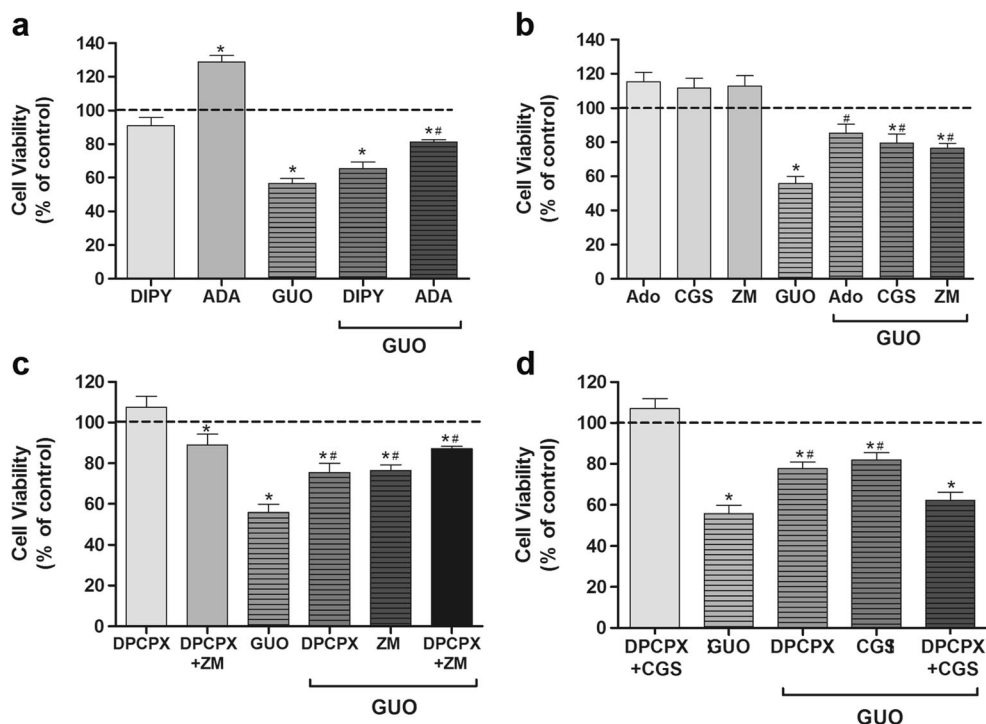 a
Cell Viability
(% of control)
140
120
100
80
60
40
20
0
*
*
*
*#
DIPY ADA GUO DIPY ADA
GUO
b
Cell Viability
(% of control)
140
120
100
80
60
40
20
0
*
#
*#
*#
Ado CGS ZM GUO Ado CGS ZM
GUO
c
Cell Viability
(% of control)
120
100
80
60
40
20
0
*
*
*#
*#
*#
DPCPX DPCPX GUO DPCPX ZM DPCPX
+ZM +ZM
GUO
d
Cell Viability
(% of control)
120
100
80
60
40
20
0
*
*#
*#
*
DPCPX GUO DPCPX DPCPX
+CGS +CGS
GUO